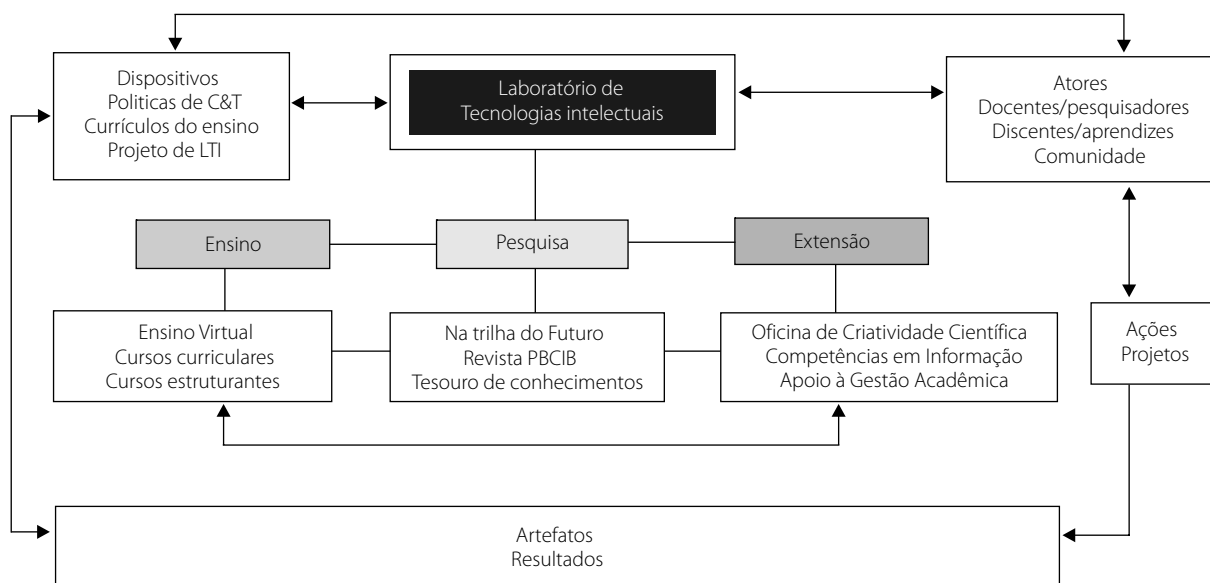 Dispositivos
Politicas de C&T
Currículos do ensino
Projeto de LTI
Laboratório de
Tecnologias intelectuais
Atores
Docentes/pesquisadores
Discentes/aprendizes
Comunidade
Ensino
Pesquisa
Extensão
Ensino Virtual
Cursos curriculares
Cursos estruturantes
Na trilha do Futuro
Revista PBCIB
Tesouro de conhecimentos
Oficina de Criatividade Científica
Competências em Informação
Apoio à Gestão Acadêmica
Ações
Projetos
Artefatos
Resultados